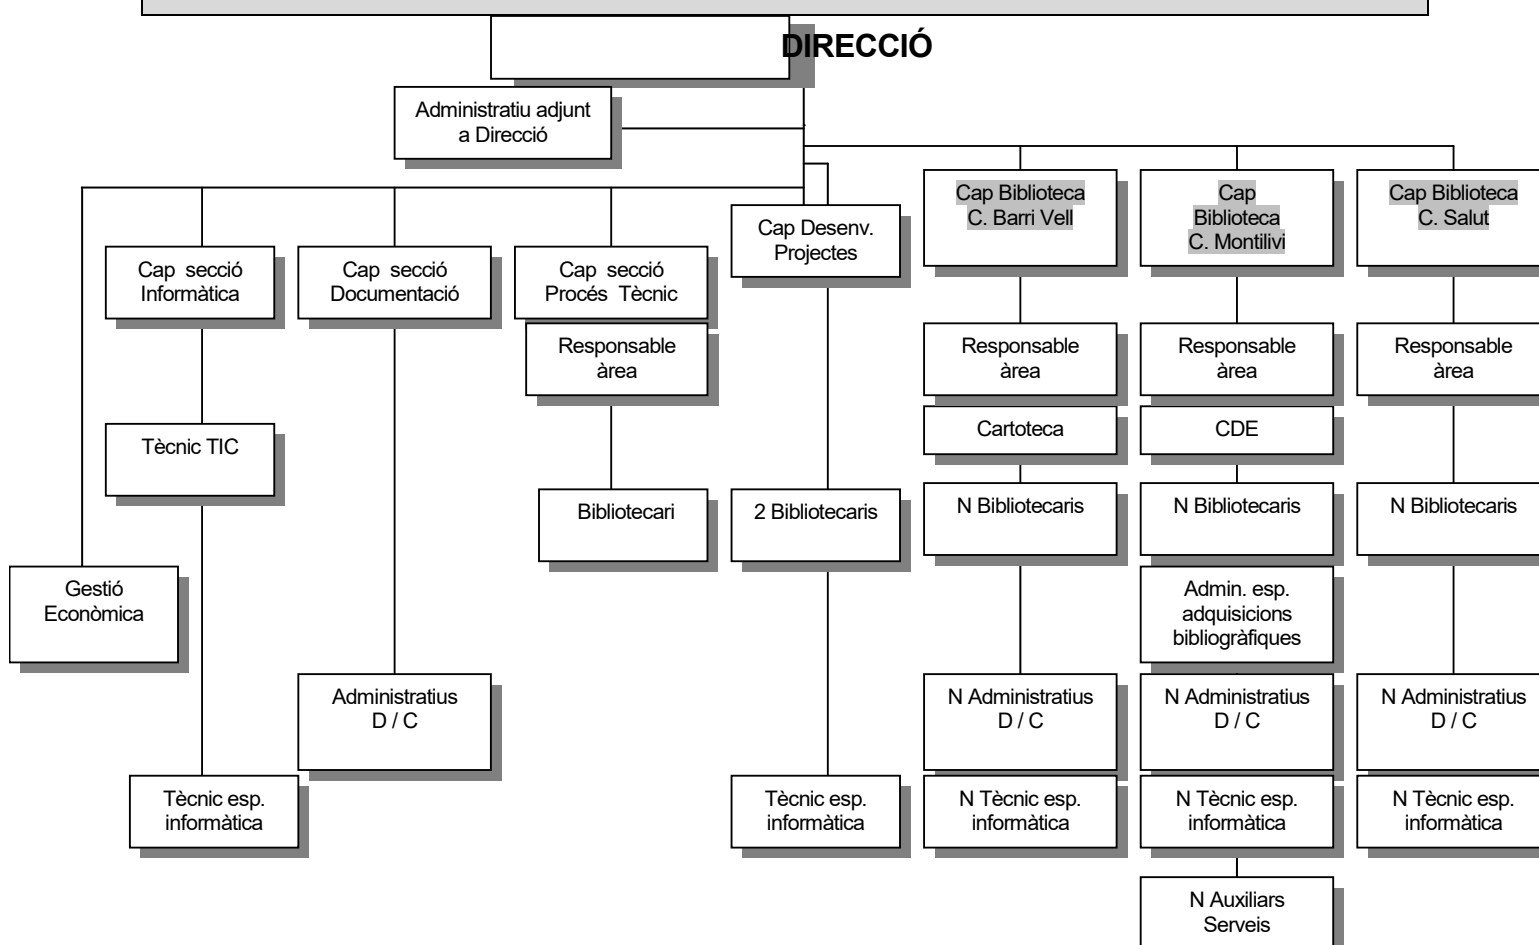 DIRECCIÓ
Administratiu adjunt
a Direcció
Cap Biblioteca
C. Barri Vell
Cap
Biblioteca
C. Montilivi
Cap Biblioteca
C. Salut
Cap Desenv.
Projectes
Cap secció
Informàtica
Cap secció
Documentació
Cap secció
Procés Tècnic
Responsable
àrea
Responsable
àrea
Responsable
àrea
Responsable
àrea
Cartoteca
CDE
Tècnic TIC
Bibliotecari
2 Bibliotecaris
N Bibliotecaris
N Bibliotecaris
N Bibliotecaris
Gestió
Econòmica
Admin. esp.
adquisicions
bibliogràfiques
Administratius
D / C
N Administratius
D / C
N Administratius
D / C
N Administratius
D / C
Tècnic esp.
informàtica
Tècnic esp.
informàtica
N Tècnic esp.
informàtica
N Tècnic esp.
informàtica
N Tècnic esp.
informàtica
N Auxiliars
Serveis